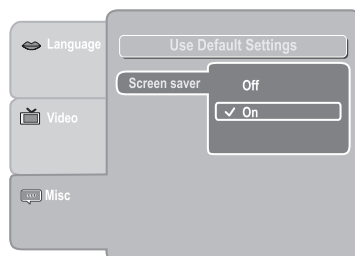 Language
Use Default Settings
Screen saver
Off
On
Video
Misc